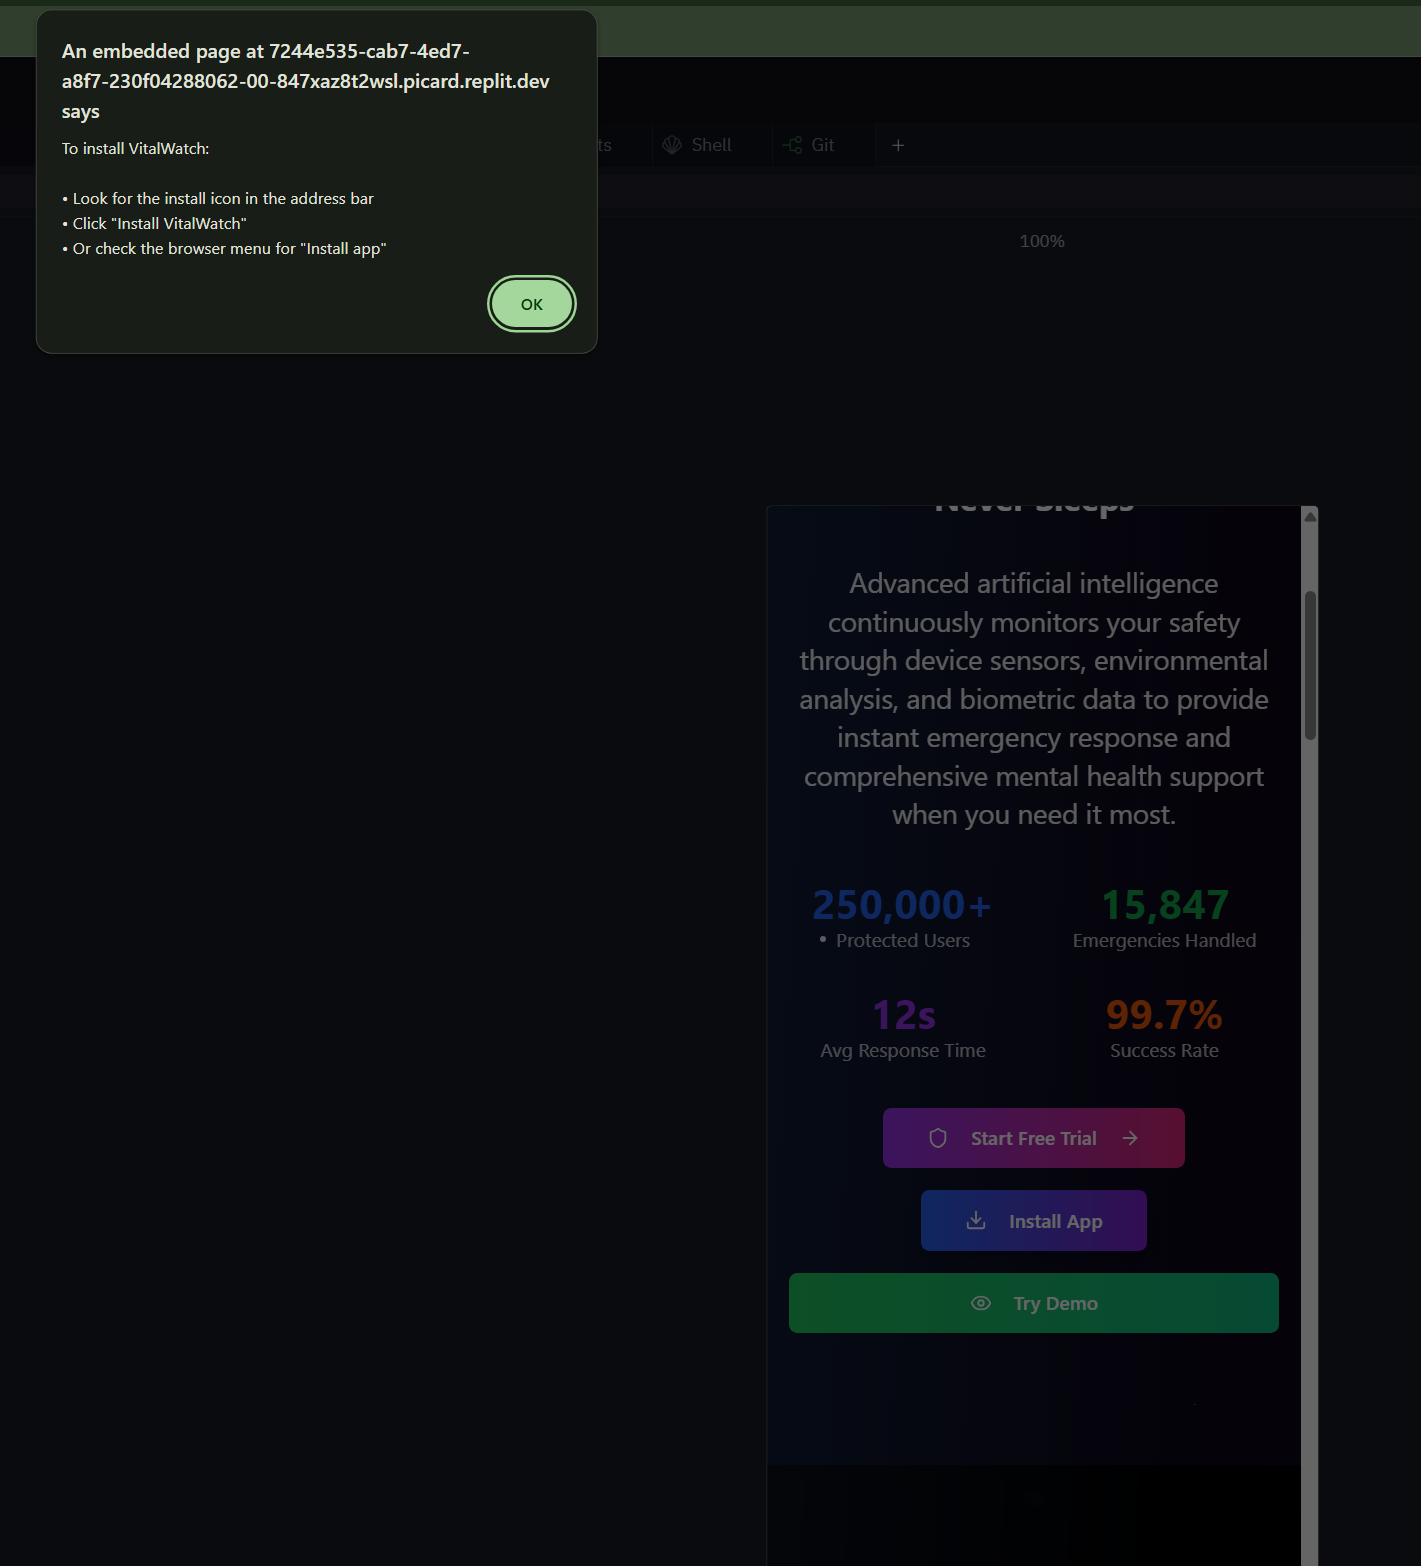 An embedded page at 7244e535-cab7-4ed7-
a8f7-230f04288062-00-847xaz8t2wsl.picard.replit.dev
says
To install VitalWatch:
• Look for the install icon in the address bar
• Click "Install VitalWatch"
• Or check the browser menu for "Install app"
OK
ts
Shell
Git
+
100%
Never Sleeps
Advanced artificial intelligence
continuously monitors your safety
through device sensors, environmental
analysis, and biometric data to provide
instant emergency response and
comprehensive mental health support
when you need it most.
250,000+
• Protected Users
15,847
Emergencies Handled
12s
Avg Response Time
99.7%
Success Rate
Start Free Trial
Install App
Try Demo